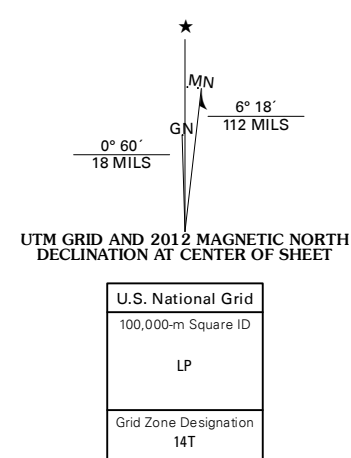 MN
6° 18´
112 MILS
GN
0° 60´
18 MILS
UTM GRID AND 2012 MAGNETIC NORTH
DECLINATION AT CENTER OF SHEET
U.S. National Grid
100,000-m Square ID
LP
Grid Zone Designation
14T